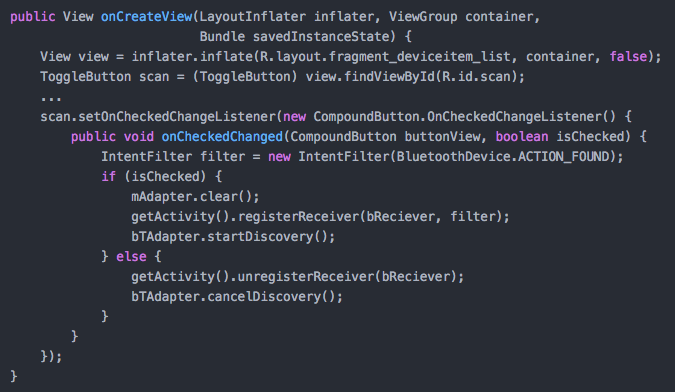 public View onCreateView(LayoutInflater inflater, ViewGroup container,
                         Bundle savedInstanceState) {
    View view = inflater.inflate(R.layout.fragment_deviceitem_list, container, false);
    ToggleButton scan = (ToggleButton) view.findViewById(R.id.scan);
    ...
    scan.setOnCheckedChangeListener(new CompoundButton.OnCheckedChangeListener() {
        public void onCheckedChanged(CompoundButton buttonView, boolean isChecked) {
            IntentFilter filter = new IntentFilter(BluetoothDevice.ACTION_FOUND);
            if (isChecked) {
                mAdapter.clear();
                getActivity().registerReceiver(bReciever, filter);
                bTAdapter.startDiscovery();
            } else {
                getActivity().unregisterReceiver(bReciever);
                bTAdapter.cancelDiscovery();
            }
        }
    });
}